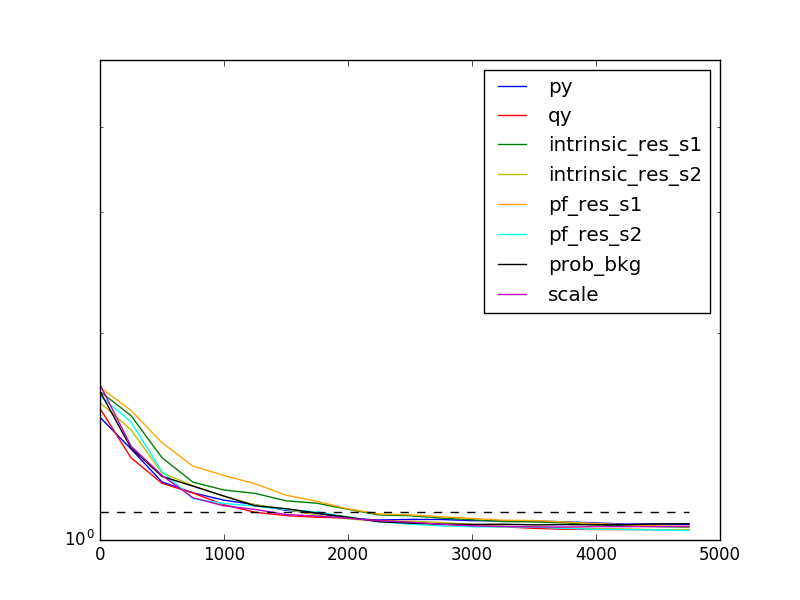 py
qy
intrinsic_res_s1
intrinsic_res_s2
pf_res_s1
pf_res_s2
prob_bkg
scale
10^0
0 1000 2000 3000 4000 5000